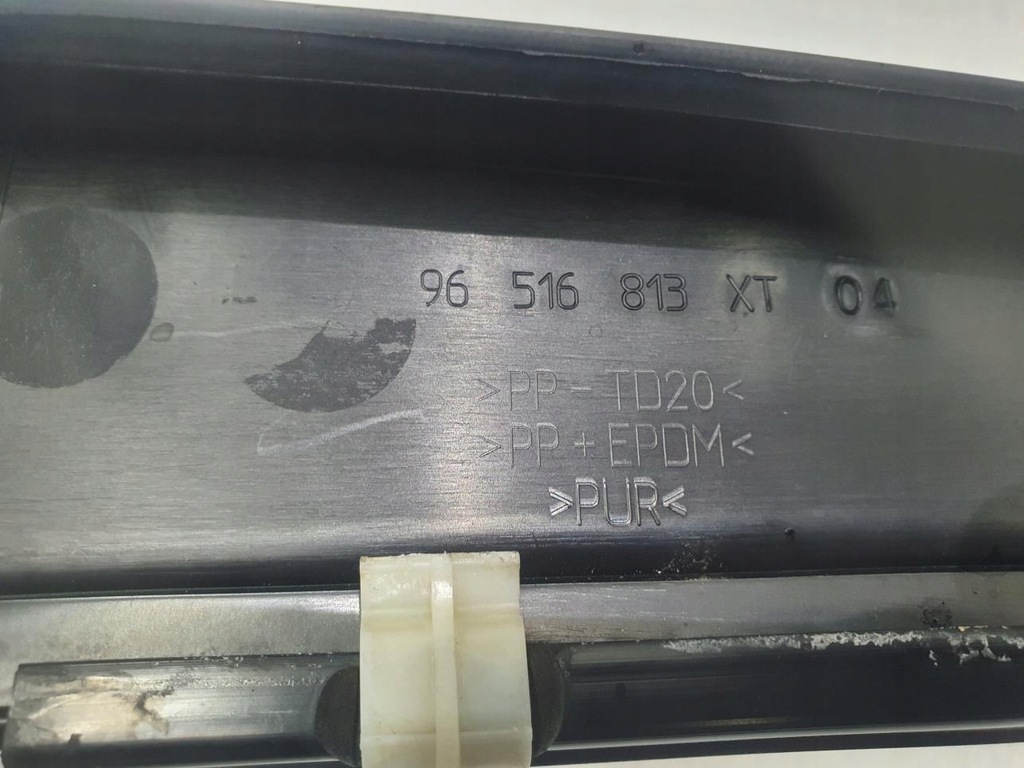 96 516 813 XT 04
>PP-TD20<
>PP+EPDM<
>PUR<